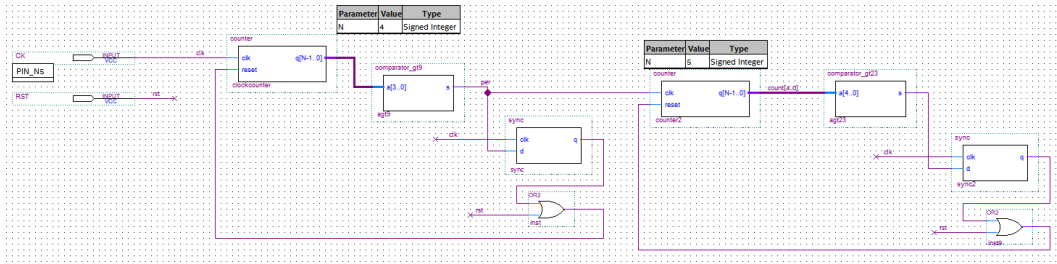 Parameter Value Type
N 4 Signed Integer
CK
INPUT
VCC
PIN_N5
RST
INPUT
VCC
rst
clk
counter
clk
reset
q[N-1..0]
clockcounter
comparator_gt9
a[3..0]
s
agt9
per
clk
sync
clk
d
q
sync
rst
OR2
inst
Parameter Value Type
N 5 Signed Integer
counter
clk
reset
q[N-1..0]
counter2
count[4..0]
comparator_gt23
a[4..0]
s
agt23
clk
sync
clk
d
q
sync2
rst
OR2
inst9